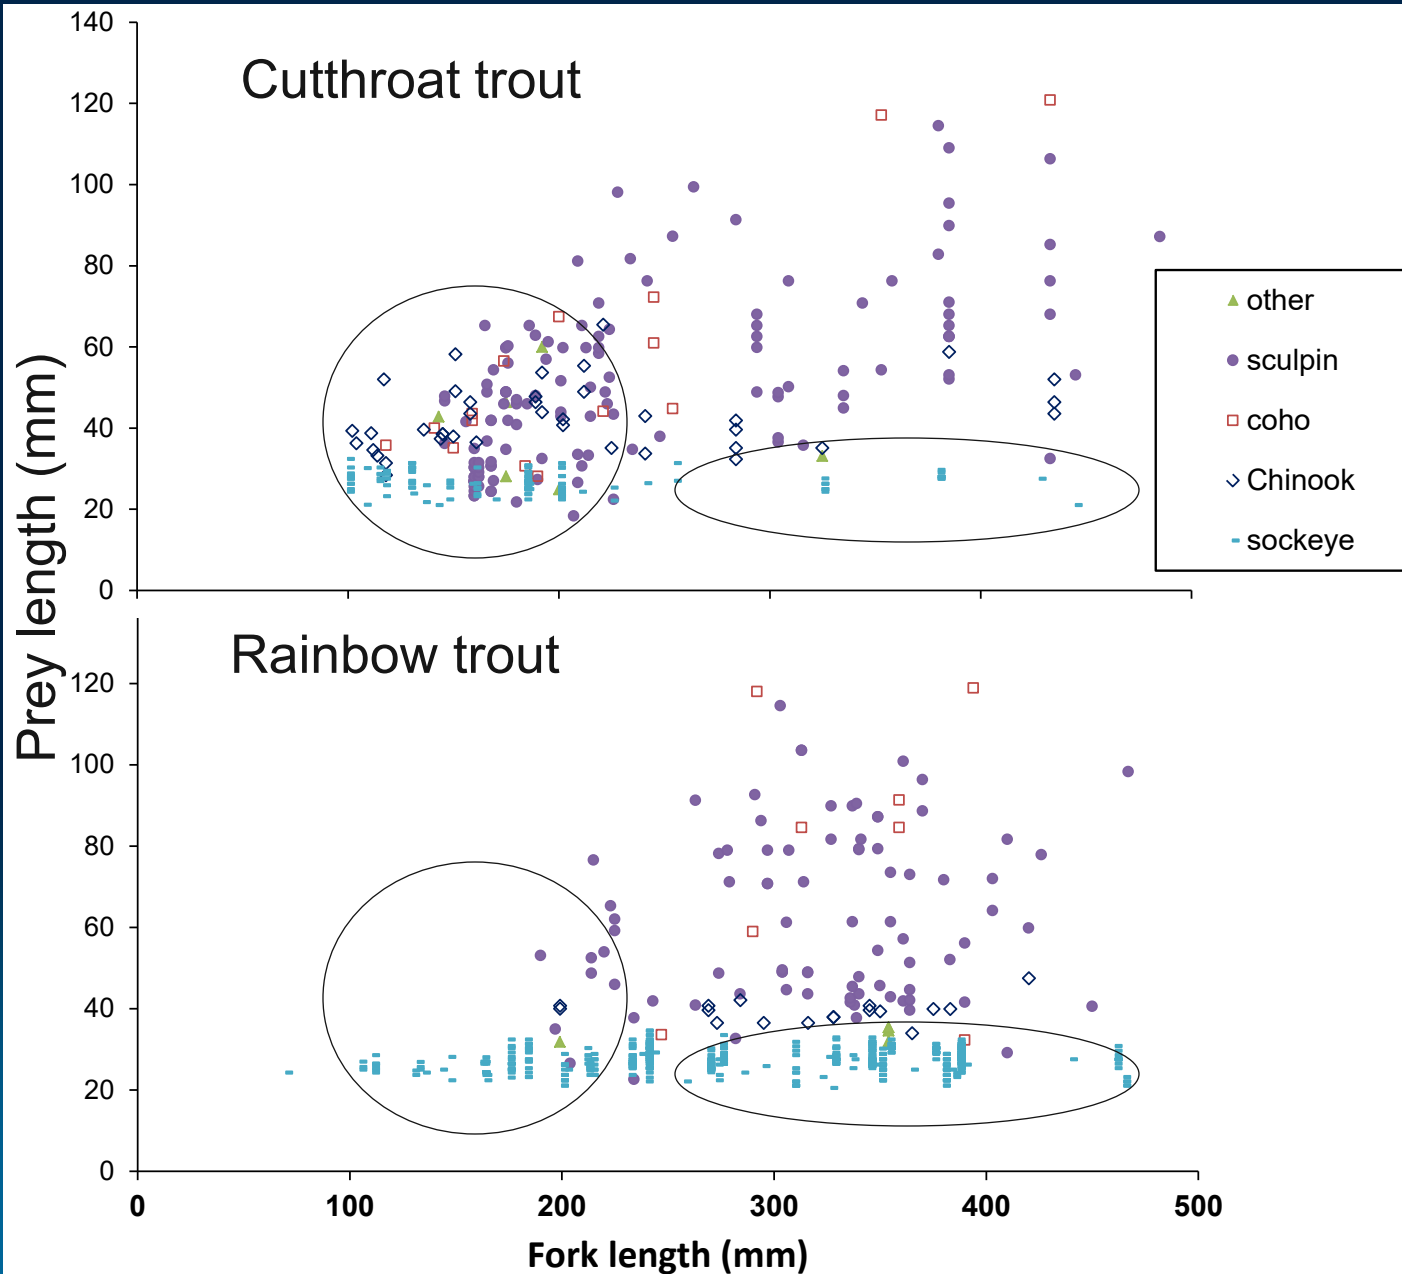 140
Cutthroat trout
120
100
80
60
40
20
0
other
sculpin
coho
Chinook
sockeye
Prey length (mm)
Rainbow trout
120
100
80
60
40
20
0
0 100 200 300 400 500
Fork length (mm)